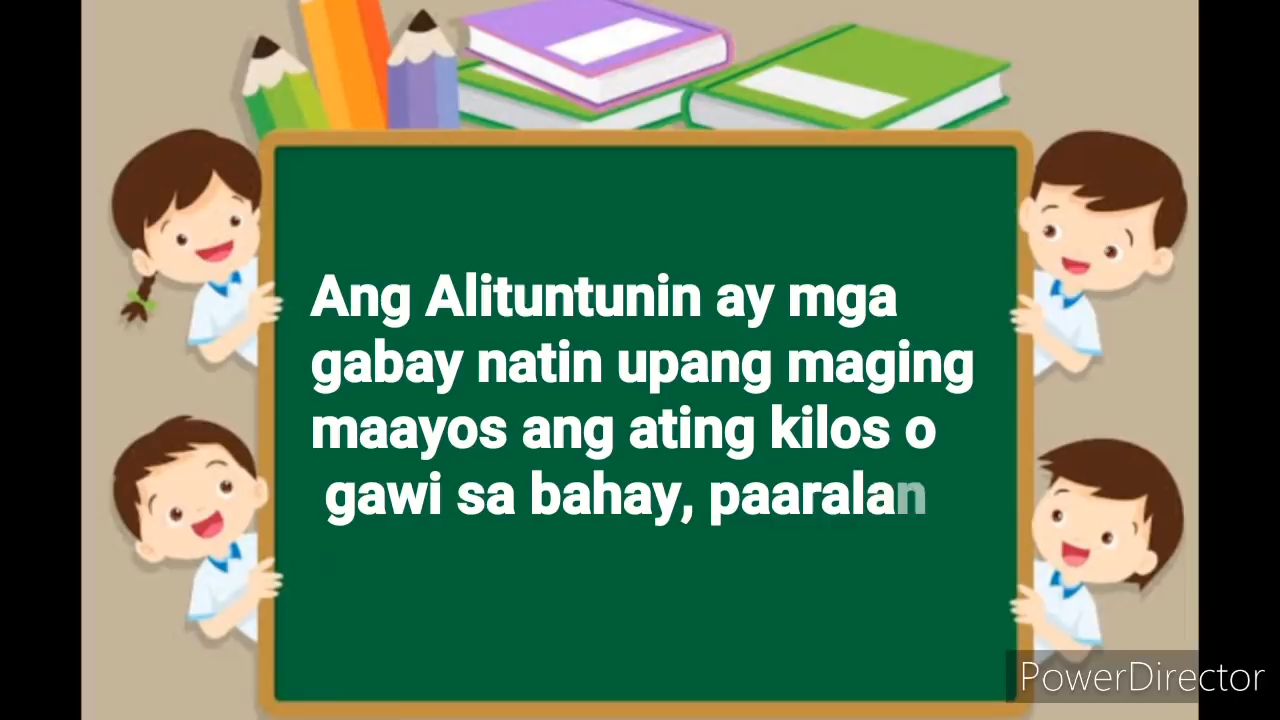 Ang Alituntunin ay mga
gabay natin upang maging
maayos ang ating kilos o
gawi sa bahay, paaralan
PowerDirector